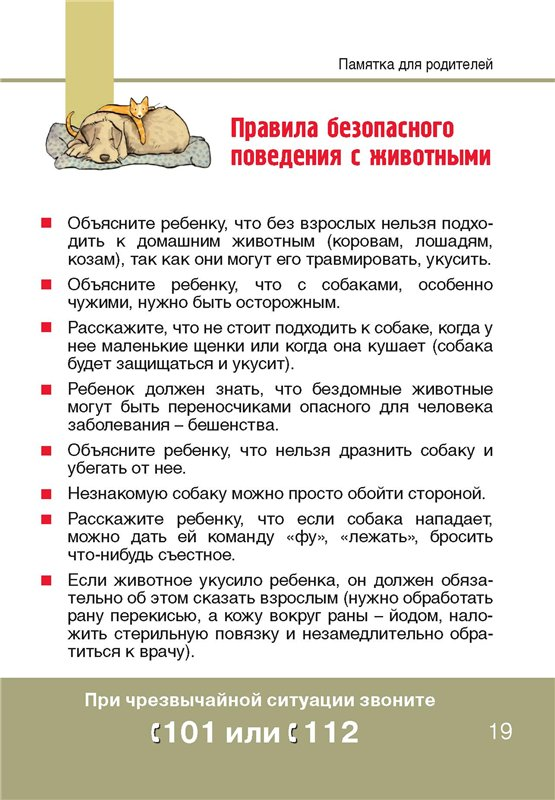 Памятка для родителей
Правила безопасного
поведения с животными
Объясните ребенку, что без взрослых нельзя подхо-
дить к домашним животным (коровам, лошадям,
козам), так как они могут его травмировать, укусить.
Объясните ребенку, что с собаками, особенно
чужими, нужно быть осторожным.
Расскажите, что не стоит подходить к собаке, когда у
нее маленькие щенки или когда она кушает (собака
будет защищаться и укусит).
Ребенок должен знать, что бездомные животные
могут быть переносчиками опасного для человека
заболевания – бешенства.
Объясните ребенку, что нельзя дразнить собаку и
убегать от нее.
Незнакомую собаку можно просто обойти стороной.
Расскажите ребенку, что если собака нападает,
можно дать ей команду «фу», «лежать», бросить
что-нибудь съестное.
Если животное укусило ребенка, он должен обяза-
тельно об этом сказать взрослым (нужно обработать
рану перекисью, а кожу вокруг раны – йодом, нало-
жить стерильную повязку и незамедлительно обра-
титься к врачу).
При чрезвычайной ситуации звоните
101 или 112
19